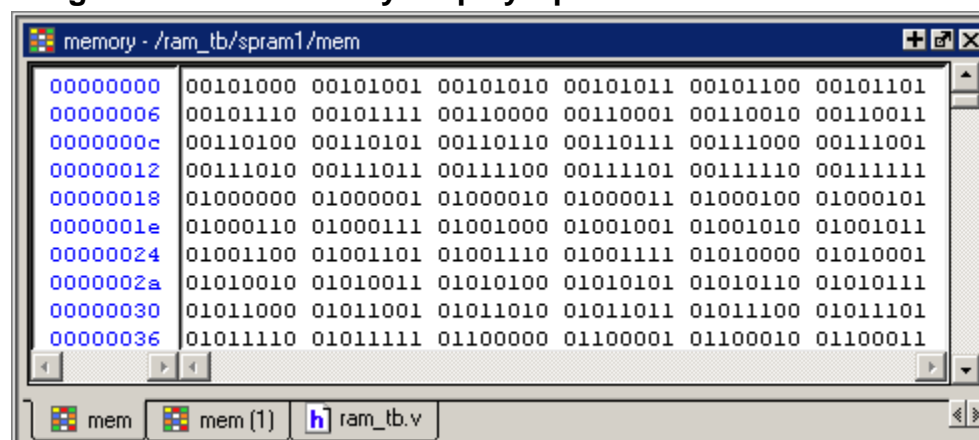 memory - /ram_tb/spram1/mem
00000000 00101000 00101001 00101010 00101011 00101100 00101101
00000006 00101110 00101111 00110000 00110001 00110010 00110011
0000000c 00110100 00110101 00110110 00110111 00111000 00111001
00000012 00111010 00111011 00111100 00111101 00111110 00111111
00000018 01000000 01000001 01000010 01000011 01000100 01000101
0000001e 01000110 01000111 01001000 01001001 01001010 01001011
00000024 01001100 01001101 01001110 01001111 01010000 01010001
0000002a 01010010 01010011 01010100 01010101 01010110 01010111
00000030 01011000 01011001 01011010 01011011 01011100 01011101
00000036 01011110 01011111 01100000 01100001 01100010 01100011
mem mem (1) h ram_tb.v